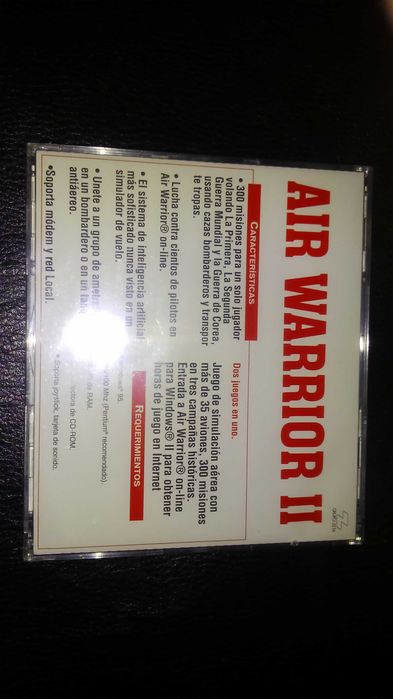 AIR WARRIOR II
CARACTERÍSTICAS
• 300 misiones para un solo jugador
volando La Primera, La Segunda
Guerra Mundial y la Guerra de Corea,
usando cazas bombarderos y transpor
te tropas.
• Lucha contra cientos de pilotos en
Air Warrior® on-line.
• El sistema de inteligencia artificial
más sofisticado nunca visto en un
simulador de vuelo.
• Unete a un grupo de
en un bombardero o en un
antiáereo.
•Soporta módem y red Local.
Dos juegos en uno.
Juego de simulación aérea con
más de 35 aviones, 300 misiones
en tres campañas históricas.
Entrada a Air Warrior® on-line
para Windows® II para obtener
horas de juego en Internet
REQUERIMIENTOS
95.
Mhz (Pentium® recomendado).
de RAM.
de CD-ROM.
• Soporta joystick, tarjeta de sonido.